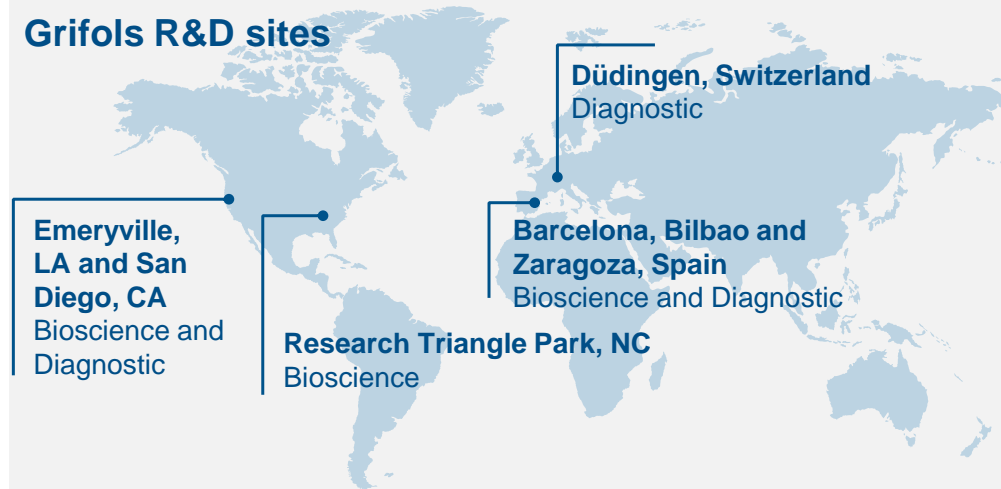 Grifols R&D sites
Düdingen, Switzerland
Diagnostic
Emeryville,
LA and San
Diego, CA
Bioscience and
Diagnostic
Barcelona, Bilbao and
Zaragoza, Spain
Bioscience and Diagnostic
Research Triangle Park, NC
Bioscience